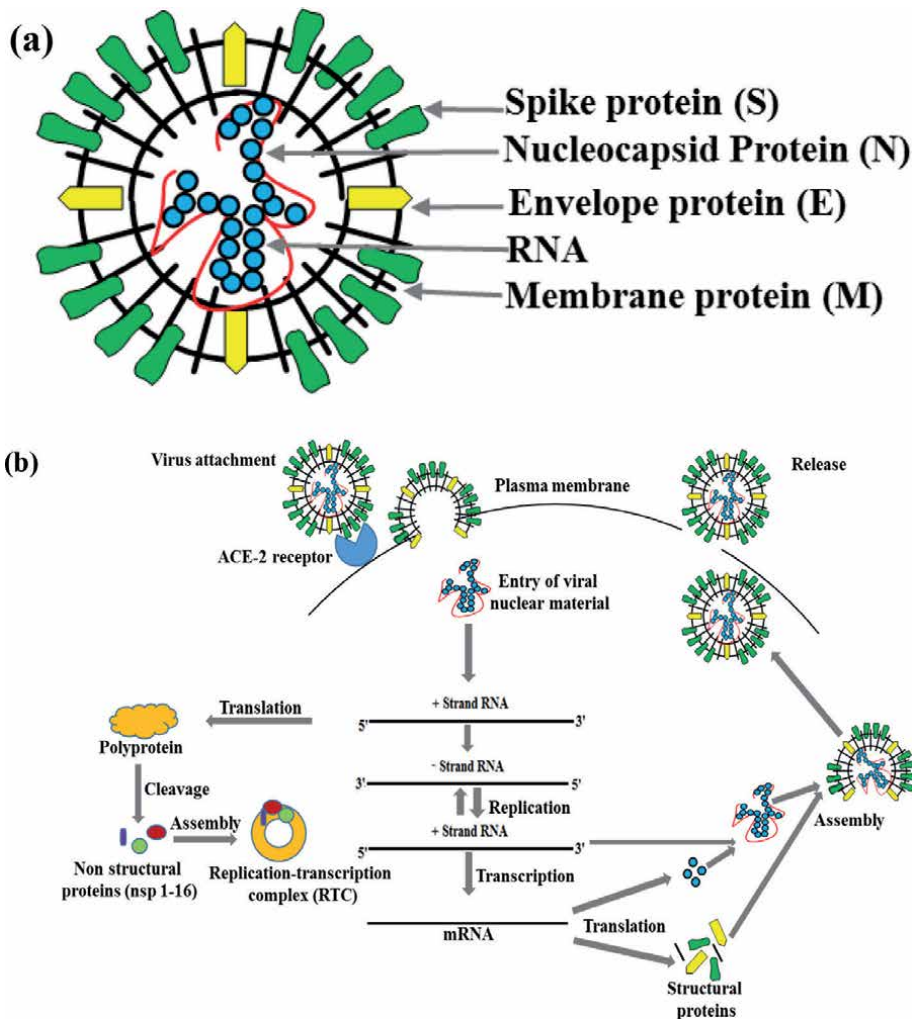 (a)
Spike protein (S)
Nucleocapsid Protein (N)
Envelope protein (E)
RNA
Membrane protein (M)
(b)
Virus attachment
ACE-2 receptor
Plasma membrane
Release
Entry of viral
nuclear material
+ Strand RNA
5'
3'
Translation
Polyprotein
Cleavage
Non structural
proteins (nsp 1-16)
Assembly
Replication-transcription
complex (RTC)
- Strand RNA
3'
5'
Replication
+ Strand RNA
5'
3'
Transcription
mRNA
Translation
Structural
proteins
Assembly